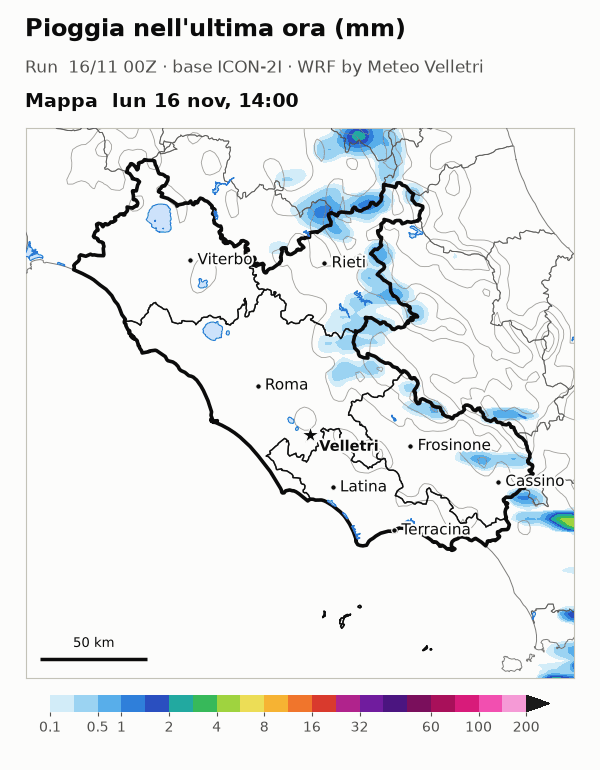 Pioggia nell'ultima ora (mm)
Run  16/11 00Z · base ICON-2I · WRF by Meteo Velletri
Mappa  lun 16 nov, 14:00
Viterbo
Rieti
Roma
Velletri
Frosinone
Latina
Cassino
Terracina
50 km
0.1 0.5 1 2 4 8 16 32 60 100 200